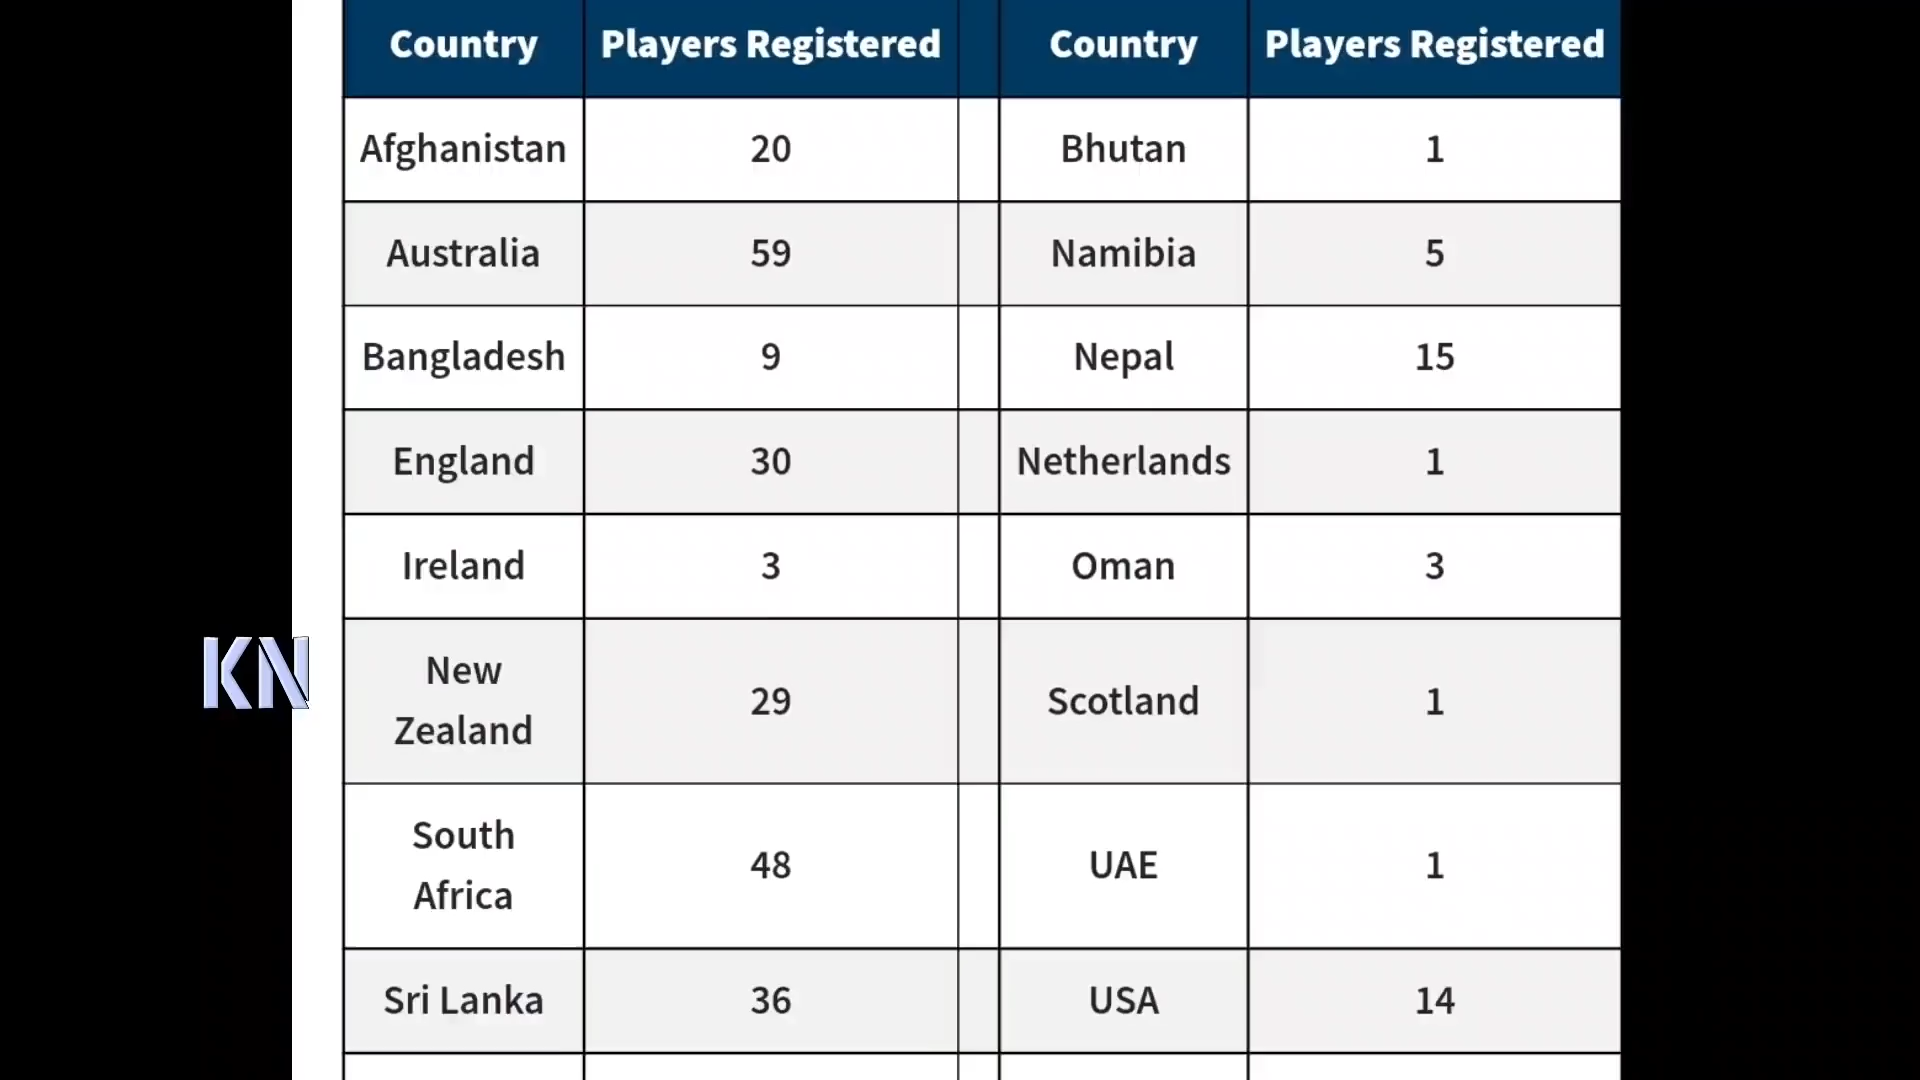 Country Players Registered Country Players Registered
Afghanistan 20 Bhutan 1
Australia 59 Namibia 5
Bangladesh 9 Nepal 15
England 30 Netherlands 1
Ireland 3 Oman 3
New
Zealand 29 Scotland 1
South
Africa 48 UAE 1
Sri Lanka 36 USA 14
KN